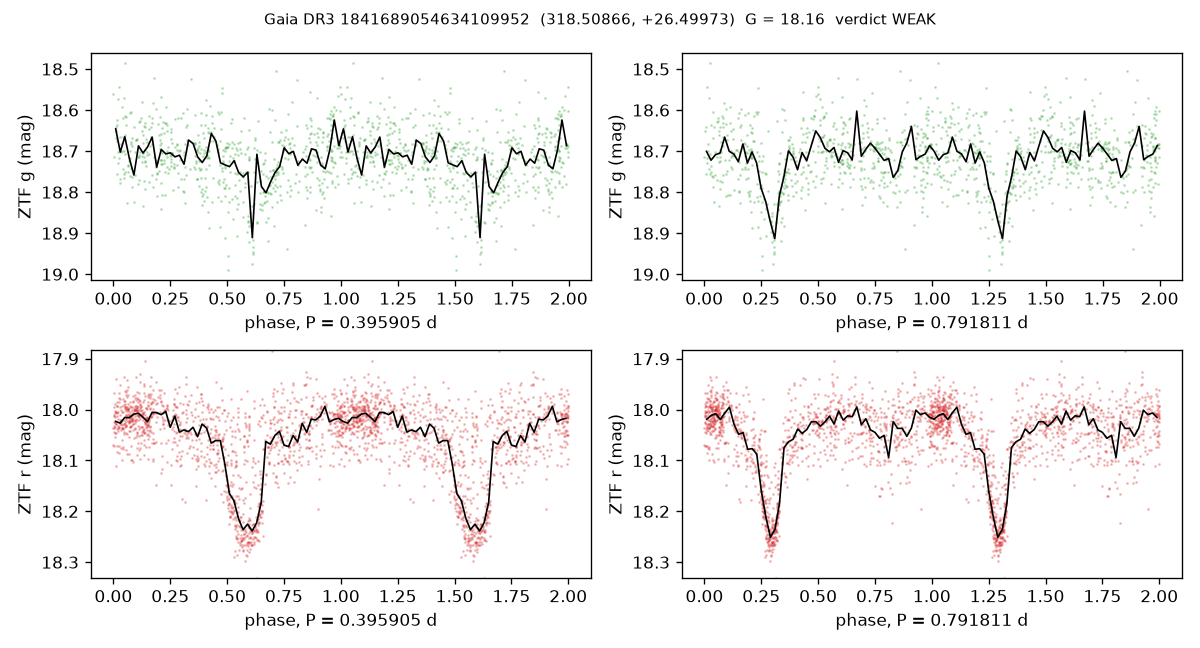 Gaia DR3 1841689054634109952 (318.50866, +26.49973) G = 18.16 verdict WEAK
ZTF g (mag)
18.5
18.6
18.7
18.8
18.9
19.0
0.00 0.25 0.50 0.75 1.00 1.25 1.50 1.75 2.00
phase, P = 0.395905 d
ZTF g (mag)
18.5
18.6
18.7
18.8
18.9
19.0
0.00 0.25 0.50 0.75 1.00 1.25 1.50 1.75 2.00
phase, P = 0.791811 d
ZTF r (mag)
17.9
18.0
18.1
18.2
18.3
0.00 0.25 0.50 0.75 1.00 1.25 1.50 1.75 2.00
phase, P = 0.395905 d
ZTF r (mag)
17.9
18.0
18.1
18.2
18.3
0.00 0.25 0.50 0.75 1.00 1.25 1.50 1.75 2.00
phase, P = 0.791811 d